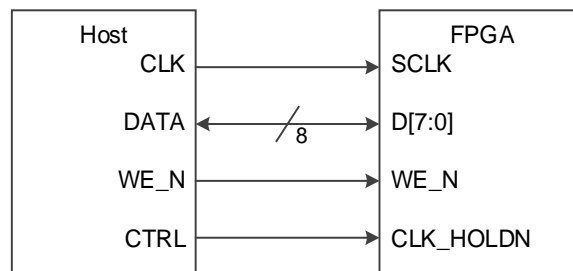 Host FPGA
CLK SCLK
DATA 8 D[7:0]
WE_N WE_N
CTRL CLK_HOLDN